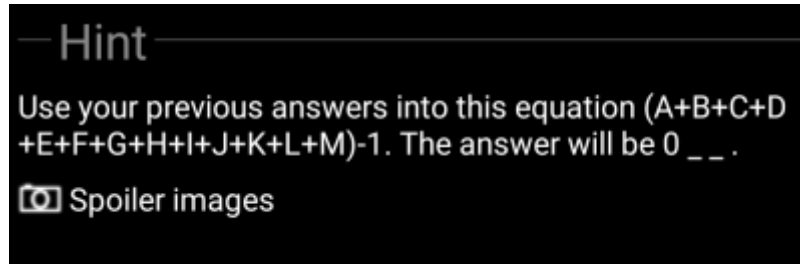 Hint
Use your previous answers into this equation (A+B+C+D
+E+F+G+H+I+J+K+L+M)-1. The answer will be 0 _ _ .
Spoiler images